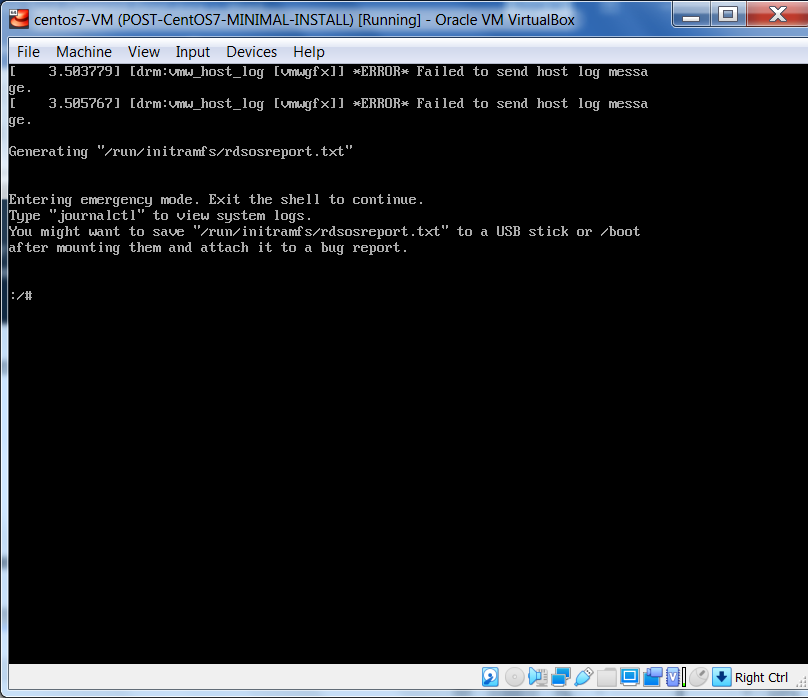 centos7-VM (POST-CentOS7-MINIMAL-INSTALL) [Running] - Oracle VM VirtualBox
File Machine View Input Devices Help
[    3.503779] [drm:vmw_host_log [vmwgfx]] *ERROR* Failed to send host log messa
ge.
[    3.505767] [drm:vmw_host_log [vmwgfx]] *ERROR* Failed to send host log messa
ge.
Generating "/run/initramfs/rdsosreport.txt"
Entering emergency mode. Exit the shell to continue.
Type "journalctl" to view system logs.
You might want to save "/run/initramfs/rdsosreport.txt" to a USB stick or /boot
after mounting them and attach it to a bug report.
:/#
Right Ctrl